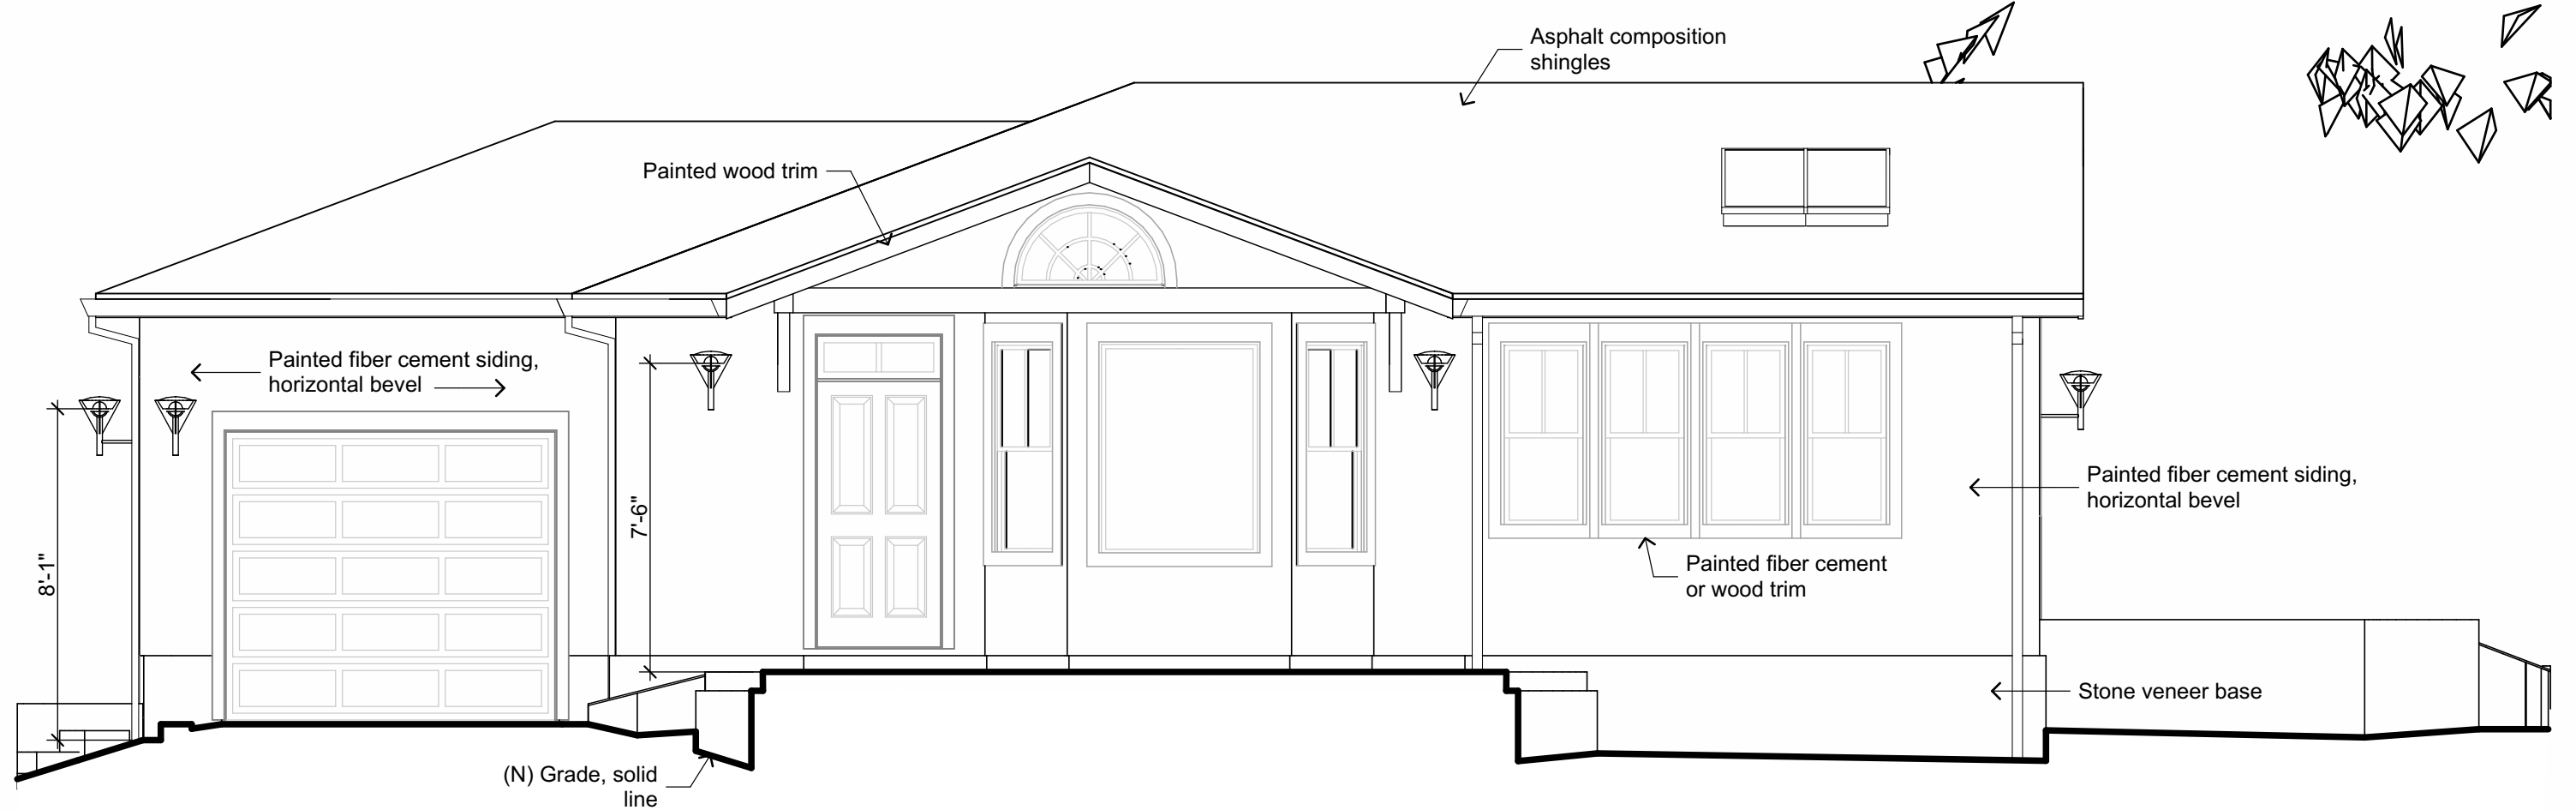 Asphalt composition
shingles
Painted wood trim
Painted fiber cement siding,
horizontal bevel
8'-1"
7'-6"
Painted fiber cement siding,
horizontal bevel
Painted fiber cement
or wood trim
Stone veneer base
(N) Grade, solid
line